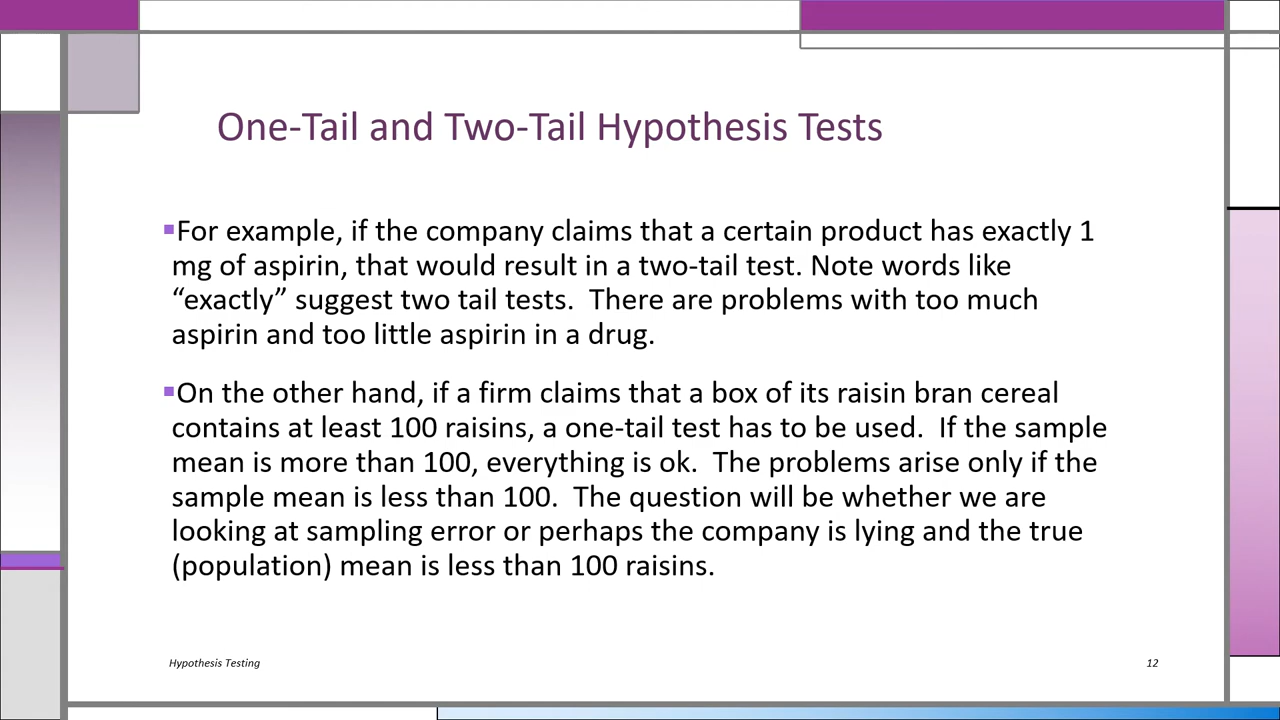 One-Tail and Two-Tail Hypothesis Tests
▪For example, if the company claims that a certain product has exactly 1
mg of aspirin, that would result in a two-tail test. Note words like
“exactly” suggest two tail tests.  There are problems with too much
aspirin and too little aspirin in a drug.
▪On the other hand, if a firm claims that a box of its raisin bran cereal
contains at least 100 raisins, a one-tail test has to be used.  If the sample
mean is more than 100, everything is ok.  The problems arise only if the
sample mean is less than 100.  The question will be whether we are
looking at sampling error or perhaps the company is lying and the true
(population) mean is less than 100 raisins.
Hypothesis Testing
12